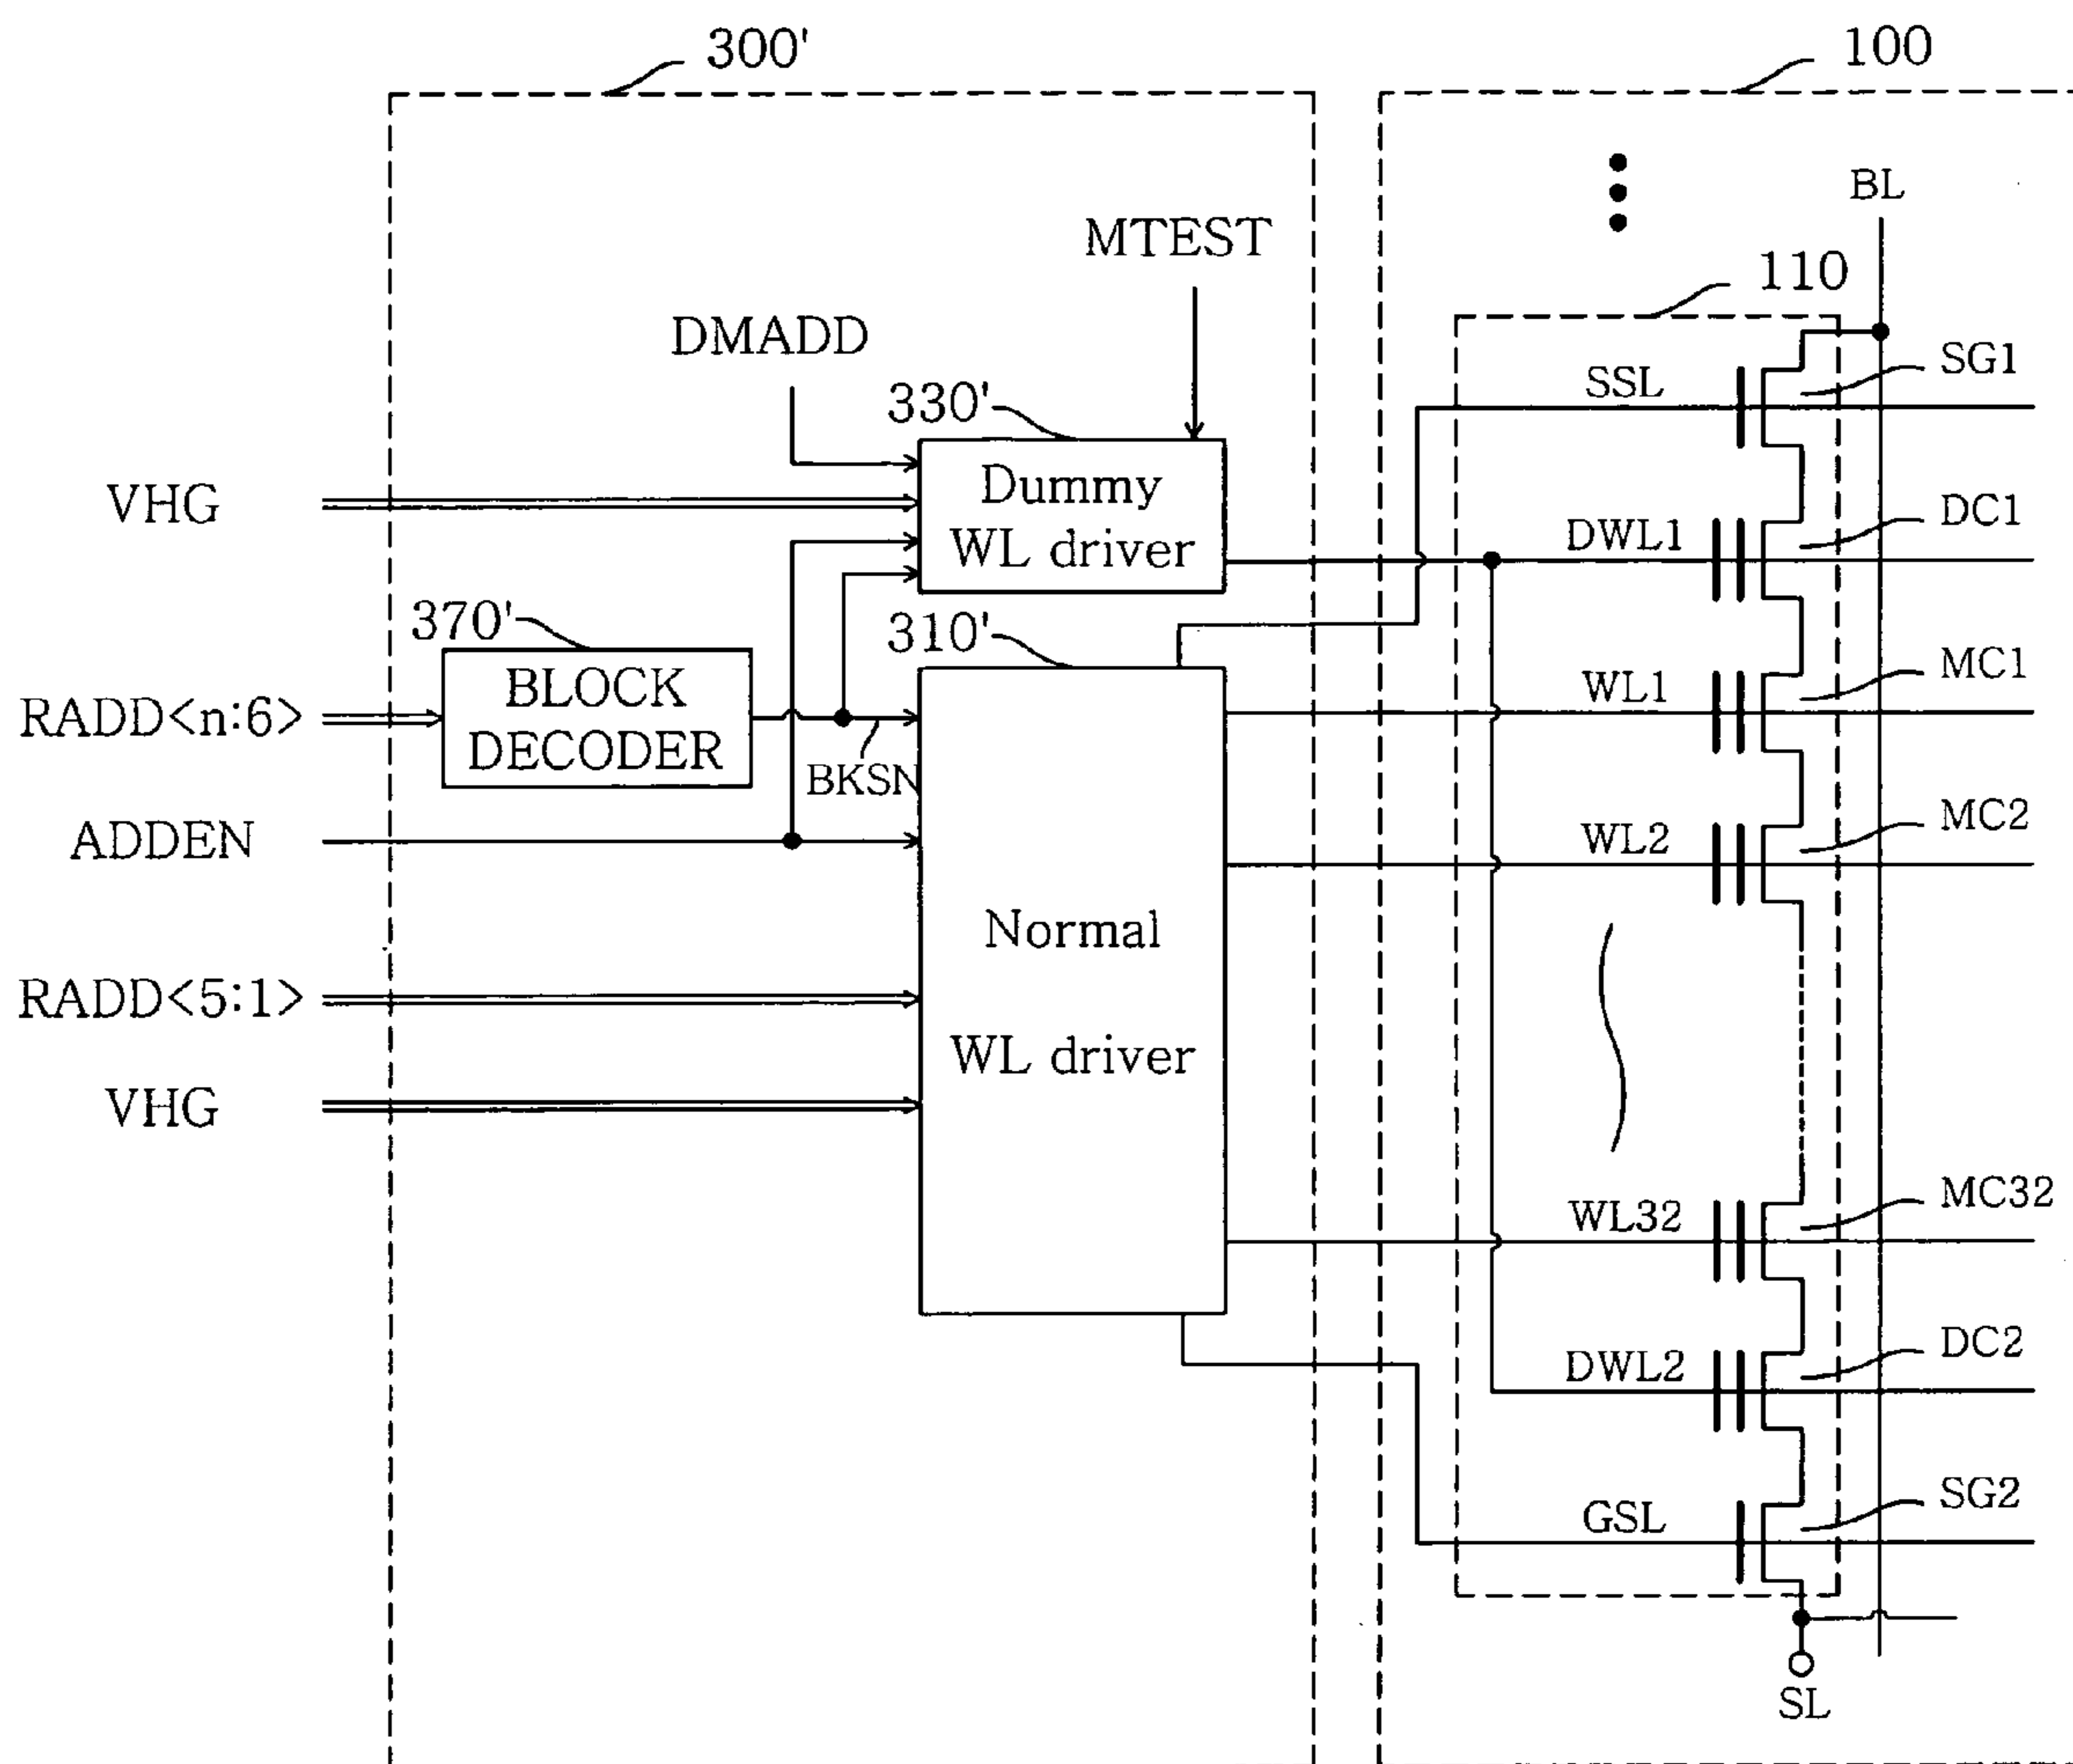 300'
100
BL
MTEST
110
DMADD
SG1
330'
SSL
VHG
Dummy
WL driver
DC1
DWL1
370'
310'
MC1
WL1
BLOCK
DECODER
RADD<n:6>
BKSN
MC2
WL2
ADDEN
Normal
WL driver
RADD<5:1>
VHG
MC32
WL32
DC2
DWL2
SG2
GSL
SL